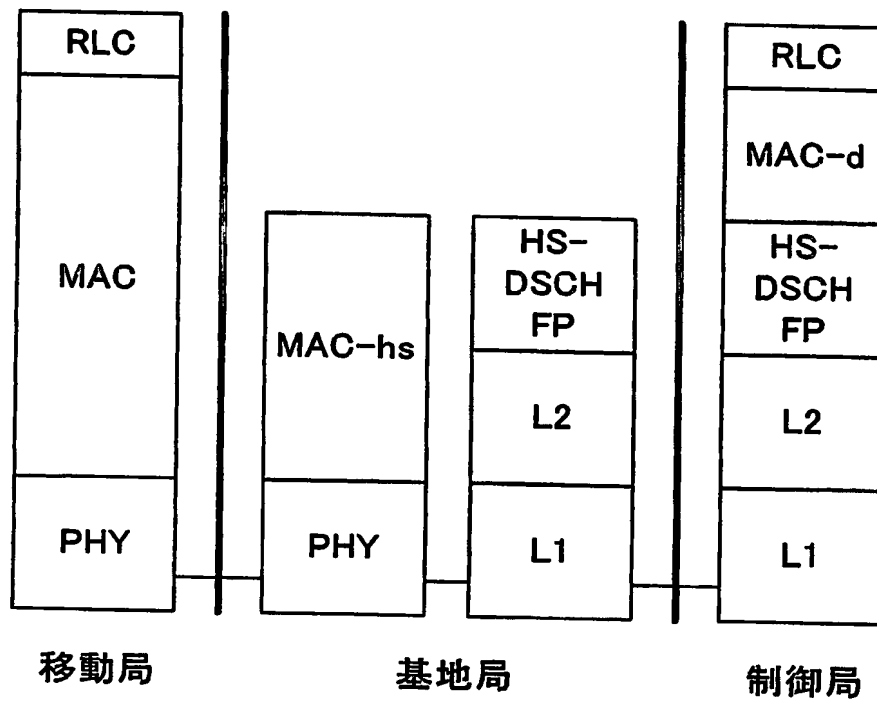 RLC
MAC
PHY
移動局
MAC-hs
PHY
HS-
DSCH
FP
L2
L1
基地局
RLC
MAC-d
HS-
DSCH
FP
L2
L1
制御局